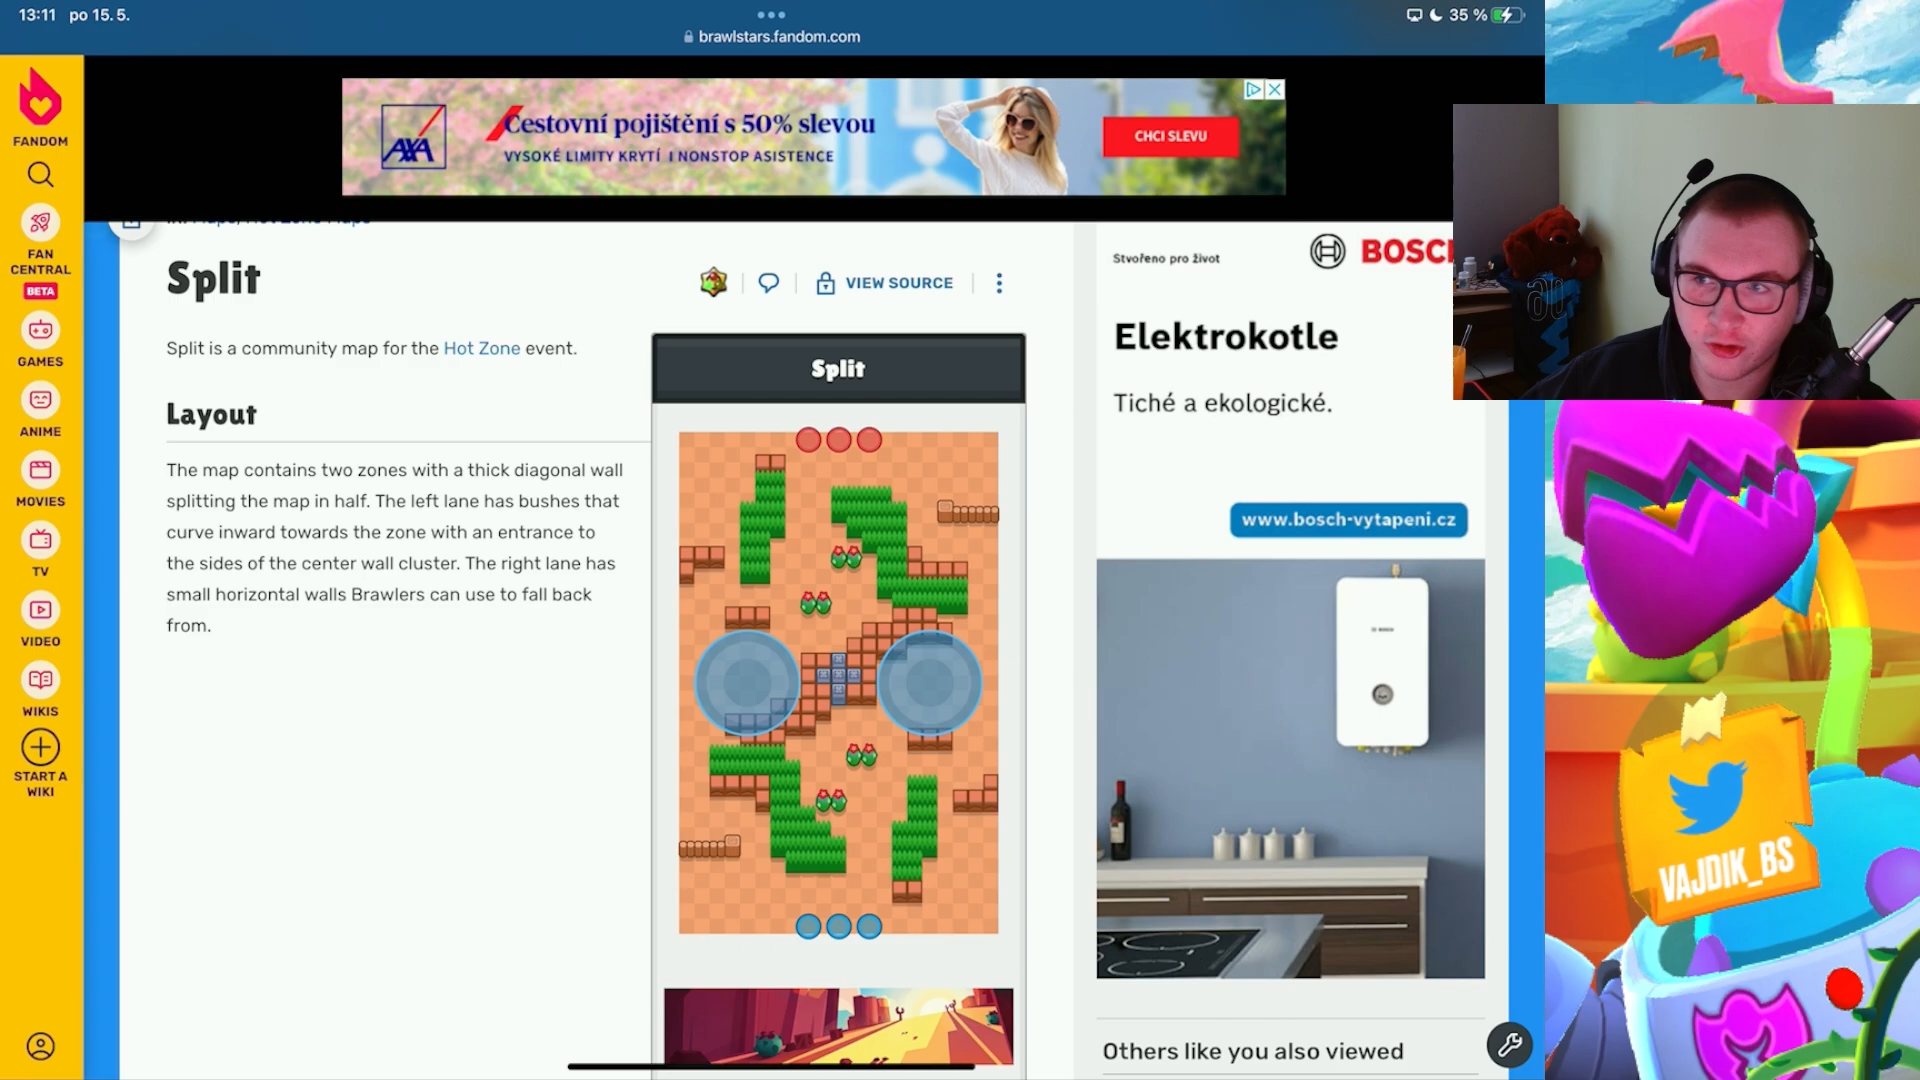 13:11 po 15. 5.
35 %
brawlstars.fandom.com
FANDOM
FAN
CENTRAL
BETA
GAMES
ANIME
MOVIES
TV
VIDEO
WIKIS
START A
WIKI
AXA
Cestovní pojištění s 50% slevou
VYSOKÉ LIMITY KRYTÍ I NONSTOP ASISTENCE
CHCI SLEVU
Split
VIEW SOURCE
Split is a community map for the Hot Zone event.
Layout
The map contains two zones with a thick diagonal wall
splitting the map in half. The left lane has bushes that
curve inward towards the zone with an entrance to
the sides of the center wall cluster. The right lane has
small horizontal walls Brawlers can use to fall back
from.
Split
Stvořeno pro život
BOSCH
Elektrokotle
Tiché a ekologické.
www.bosch-vytapeni.cz
Others like you also viewed
VAJDIK_BS